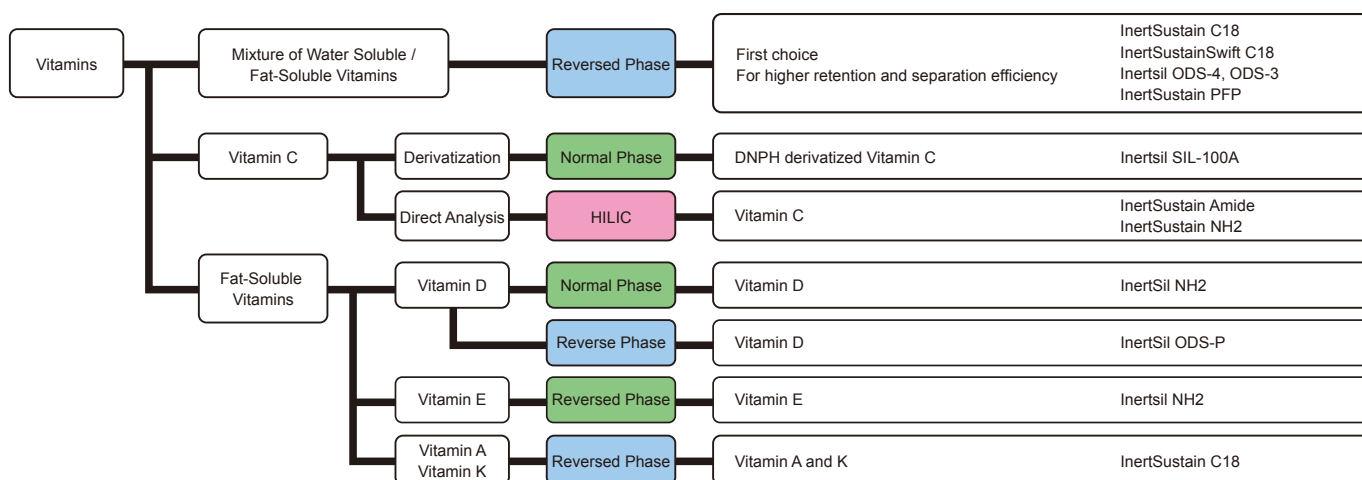 Vitamins
Mixture of Water Soluble /
Fat-Soluble Vitamins
Reversed Phase
First choice
For higher retention and separation efficiency
InertSustain C18
InertSustainSwift C18
Inertsil ODS-4, ODS-3
InertSustain PFP
Vitamin C
Derivatization
Normal Phase
DNPH derivatized Vitamin C
Inertsil SIL-100A
Direct Analysis
HILIC
Vitamin C
InertSustain Amide
InertSustain NH2
Fat-Soluble
Vitamins
Vitamin D
Normal Phase
Vitamin D
InertSil NH2
Reverse Phase
Vitamin D
InertSil ODS-P
Vitamin E
Reversed Phase
Vitamin E
Inertsil NH2
Vitamin A
Vitamin K
Reversed Phase
Vitamin A and K
InertSustain C18